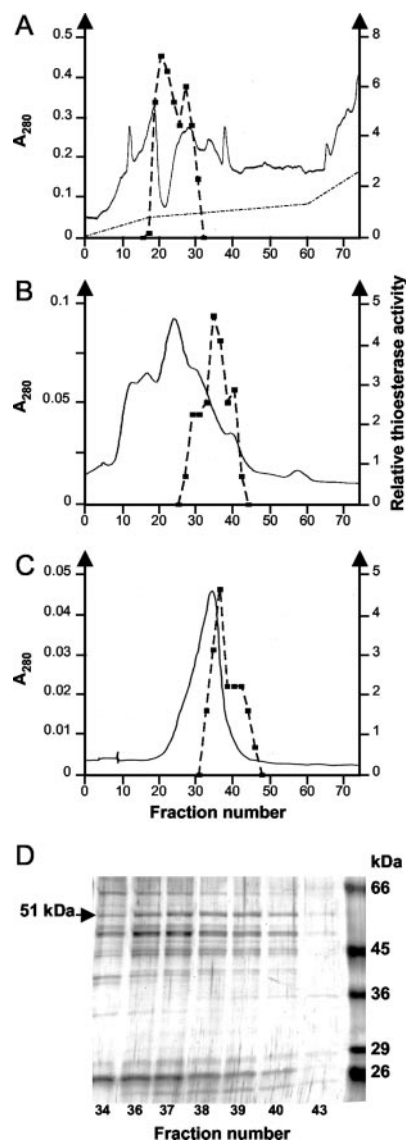 A
0.5
0.4
0.3
0.2
0.1
0
A280
8
6
4
2
0
0 10 20 30 40 50 60 70
B
0.1
0.05
0
A280
5
4
3
2
1
0
Relative thioesterase activity
0 10 20 30 40 50 60 70
C
0.05
0.04
0.03
0.02
0.01
0
A280
5
4
3
2
1
0
0 10 20 30 40 50 60 70
Fraction number
D
kDa
51 kDa
66
45
36
29
26
34 36 37 38 39 40 43
Fraction number